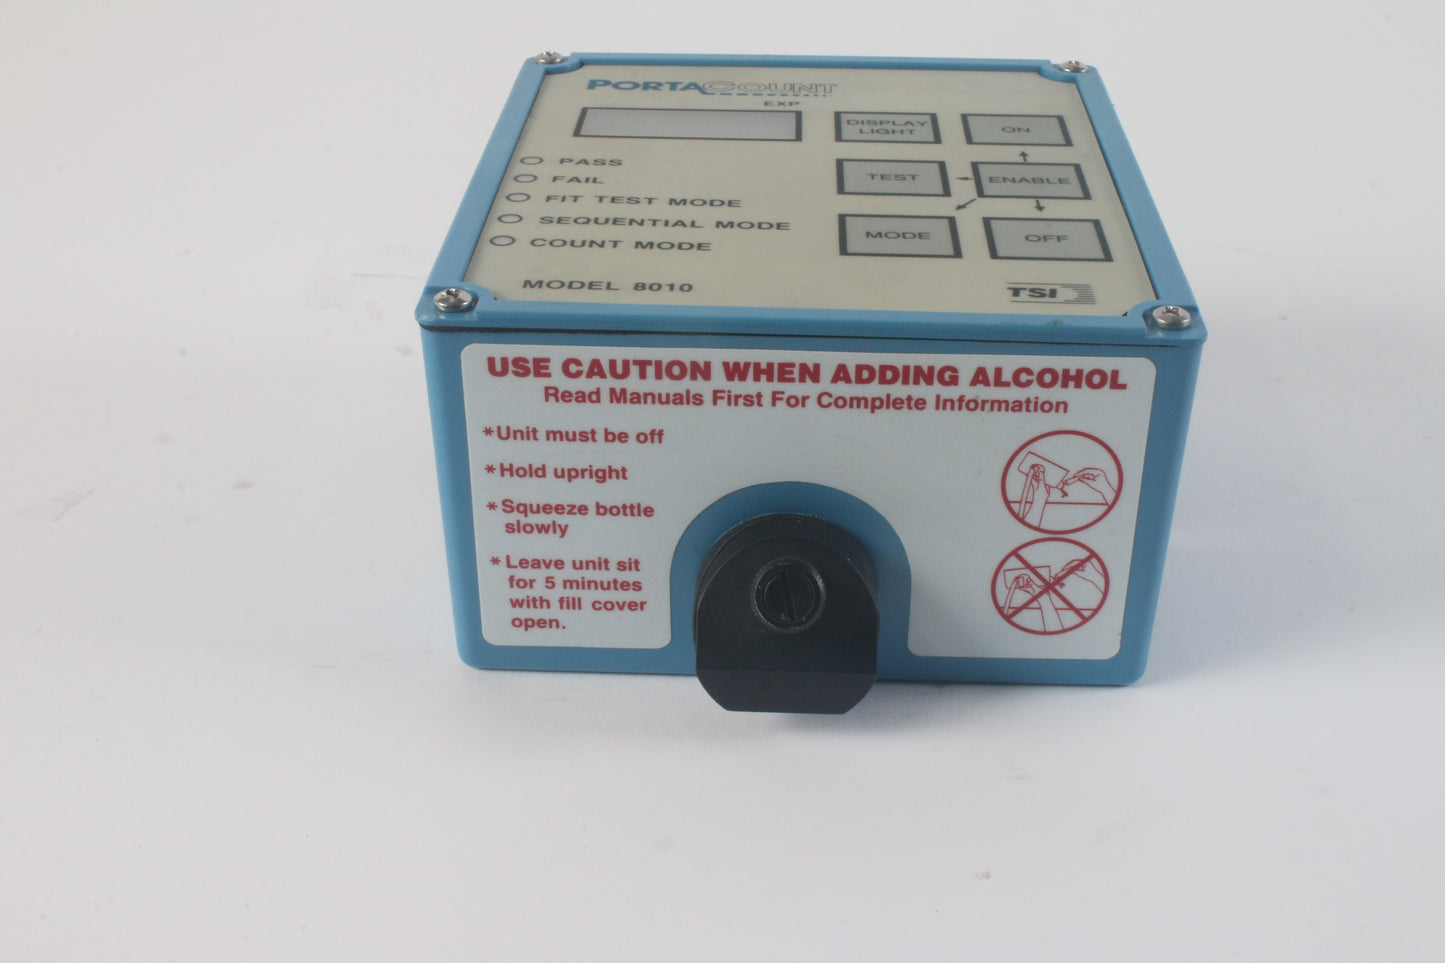 PORTACOUNT
EXP
DISPLAY
LIGHT
ON
PASS
FAIL
FIT TEST MODE
SEQUENTIAL MODE
COUNT MODE
TEST
ENABLE
MODE
OFF
MODEL 8010
TSI
USE CAUTION WHEN ADDING ALCOHOL
Read Manuals First For Complete Information
*Unit must be off
*Hold upright
*Squeeze bottle
slowly
*Leave unit sit
for 5 minutes
with fill cover
open.